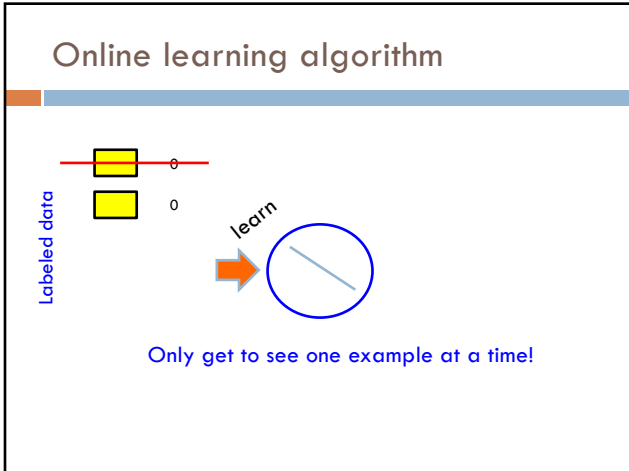 Online learning algorithm
0
0
Labeled data
learn
Only get to see one example at a time!